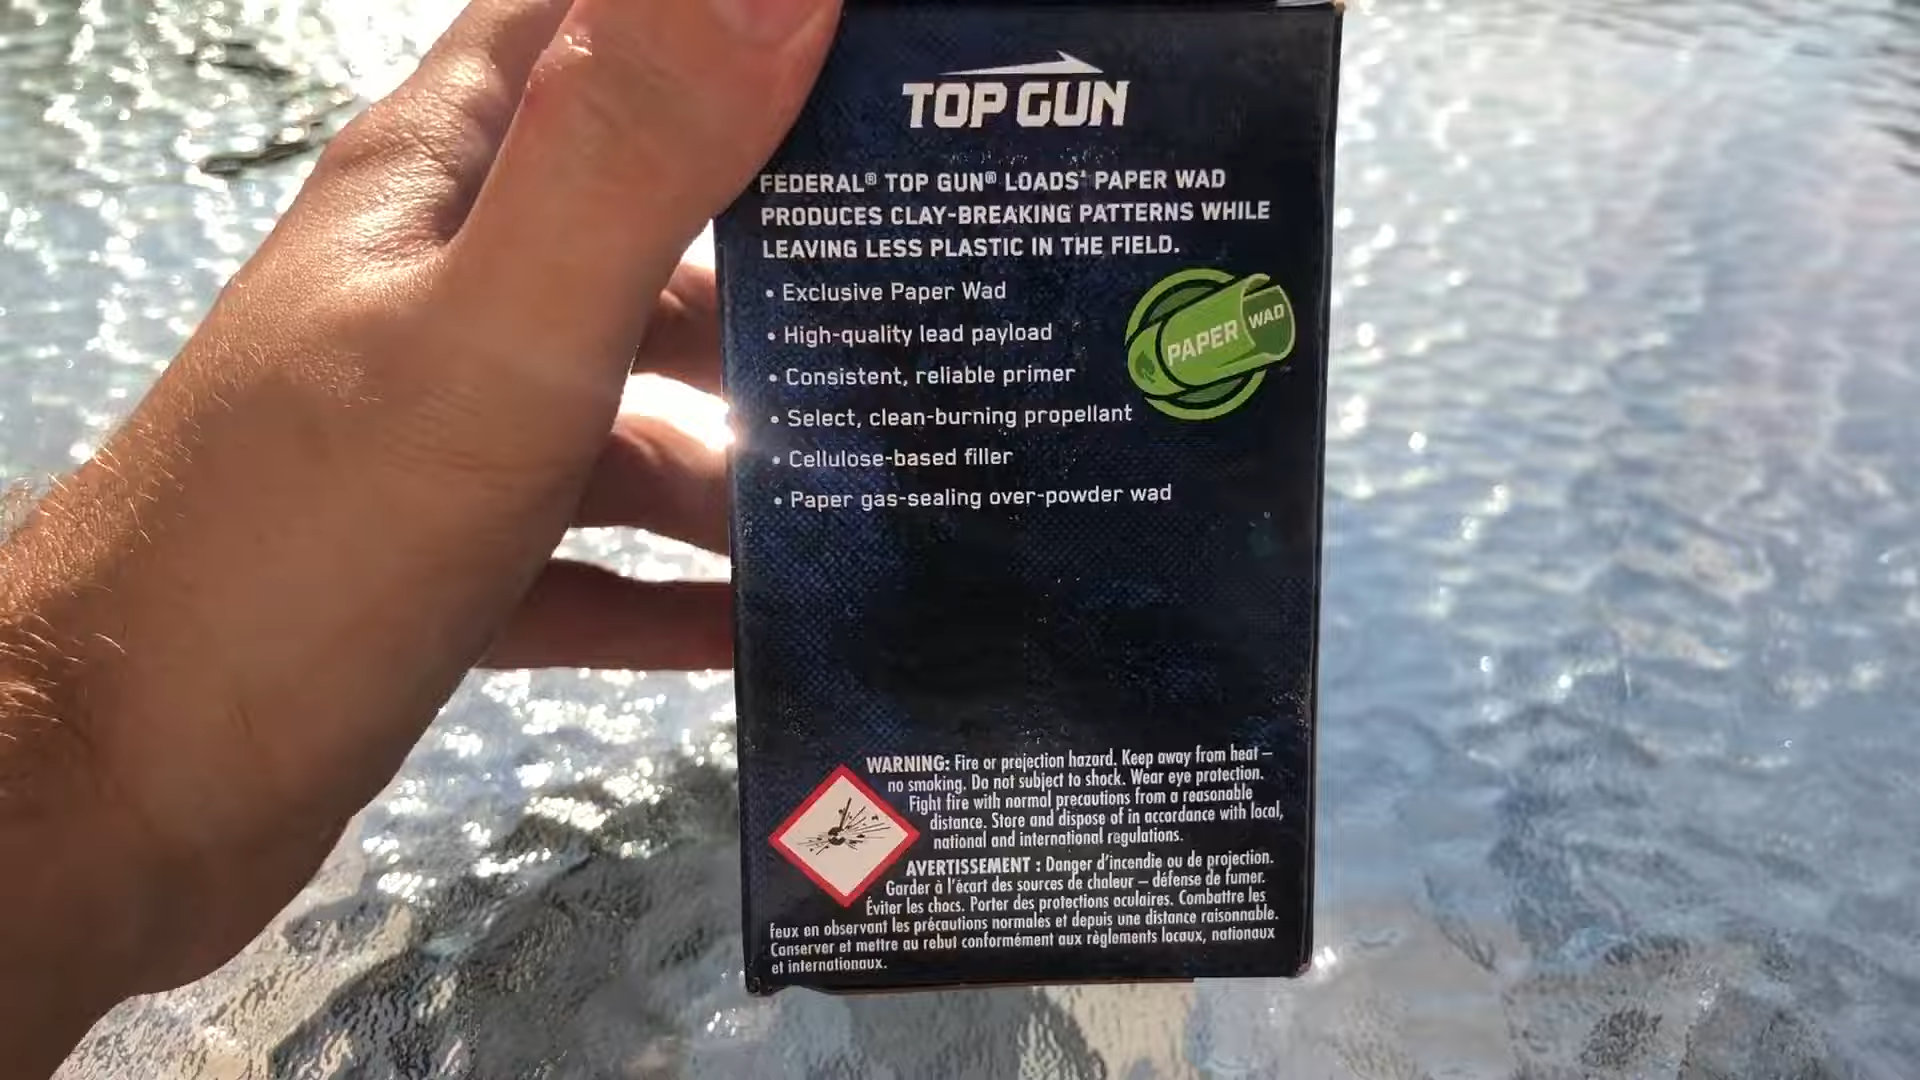 TOP GUN
FEDERAL® TOP GUN® LOADS' PAPER WAD
PRODUCES CLAY-BREAKING PATTERNS WHILE
LEAVING LESS PLASTIC IN THE FIELD.
• Exclusive Paper Wad
• High-quality lead payload
• Consistent, reliable primer
• Select, clean-burning propellant
• Cellulose-based filler
• Paper gas-sealing over-powder wad
PAPER WAD
WARNING: Fire or projection hazard. Keep away from heat –
no smoking. Do not subject to shock. Wear eye protection.
Fight fire with normal precautions from a reasonable
distance. Store and dispose of in accordance with local,
national and international regulations.
AVERTISSEMENT : Danger d'incendie ou de projection.
Garder à l'écart des sources de chaleur – défense de fumer.
Éviter les chocs. Porter des protections oculaires. Combattre les
feux en observant les précautions normales et depuis une distance raisonnable.
Conserver et mettre au rebut conformément aux règlements locaux, nationaux
et internationaux.